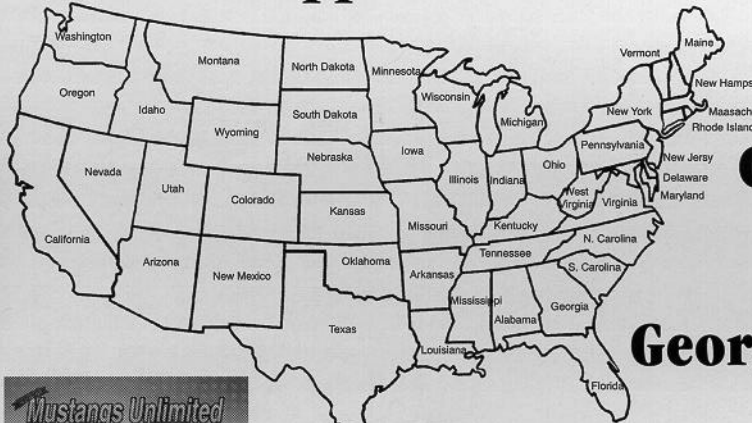 Washington
Montana
North Dakota
Minnesota
Vermont
Maine
Oregon
Idaho
Wyoming
South Dakota
Wisconsin
Michigan
New York
New Hamps
Maasach
Rhode Island
Nevada
Utah
Colorado
Nebraska
Iowa
Illinois
Indiana
Ohio
Pennsylvania
New Jersy
Delaware
Maryland
California
Arizona
New Mexico
Kansas
Missouri
Kentucky
West
Virginia
Virginia
Oklahoma
Arkansas
Tennessee
N. Carolina
S. Carolina
Texas
Louisiana
Mississippi
Alabama
Georgia
Florida
Geor
Mustangs Unlimited